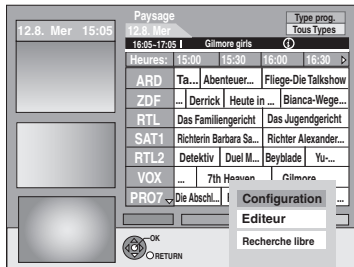 12.8. Mer 15:05
Paysage
12.8. Mer
Type prog.
Tous Types
16:05-17:05 Gilmore girls
Heures: 15:00 15:30 16:00 16:30
ARD Ta... Abenteuer... Fliege-Die Talkshow
ZDF ... Derrick Heute in ... Bianca-Wege...
RTL Das Familiengericht Das Jugendgericht
SAT1 Richterin Barbara Sa... Richter Alexander...
RTL2 Detektiv Duel M... Beyblade Yu-...
VOX ... 7th Heaven Gilmore
PRO7 Die Abschl...
Configuration
Editeur
Recherche libre
OK
RETURN